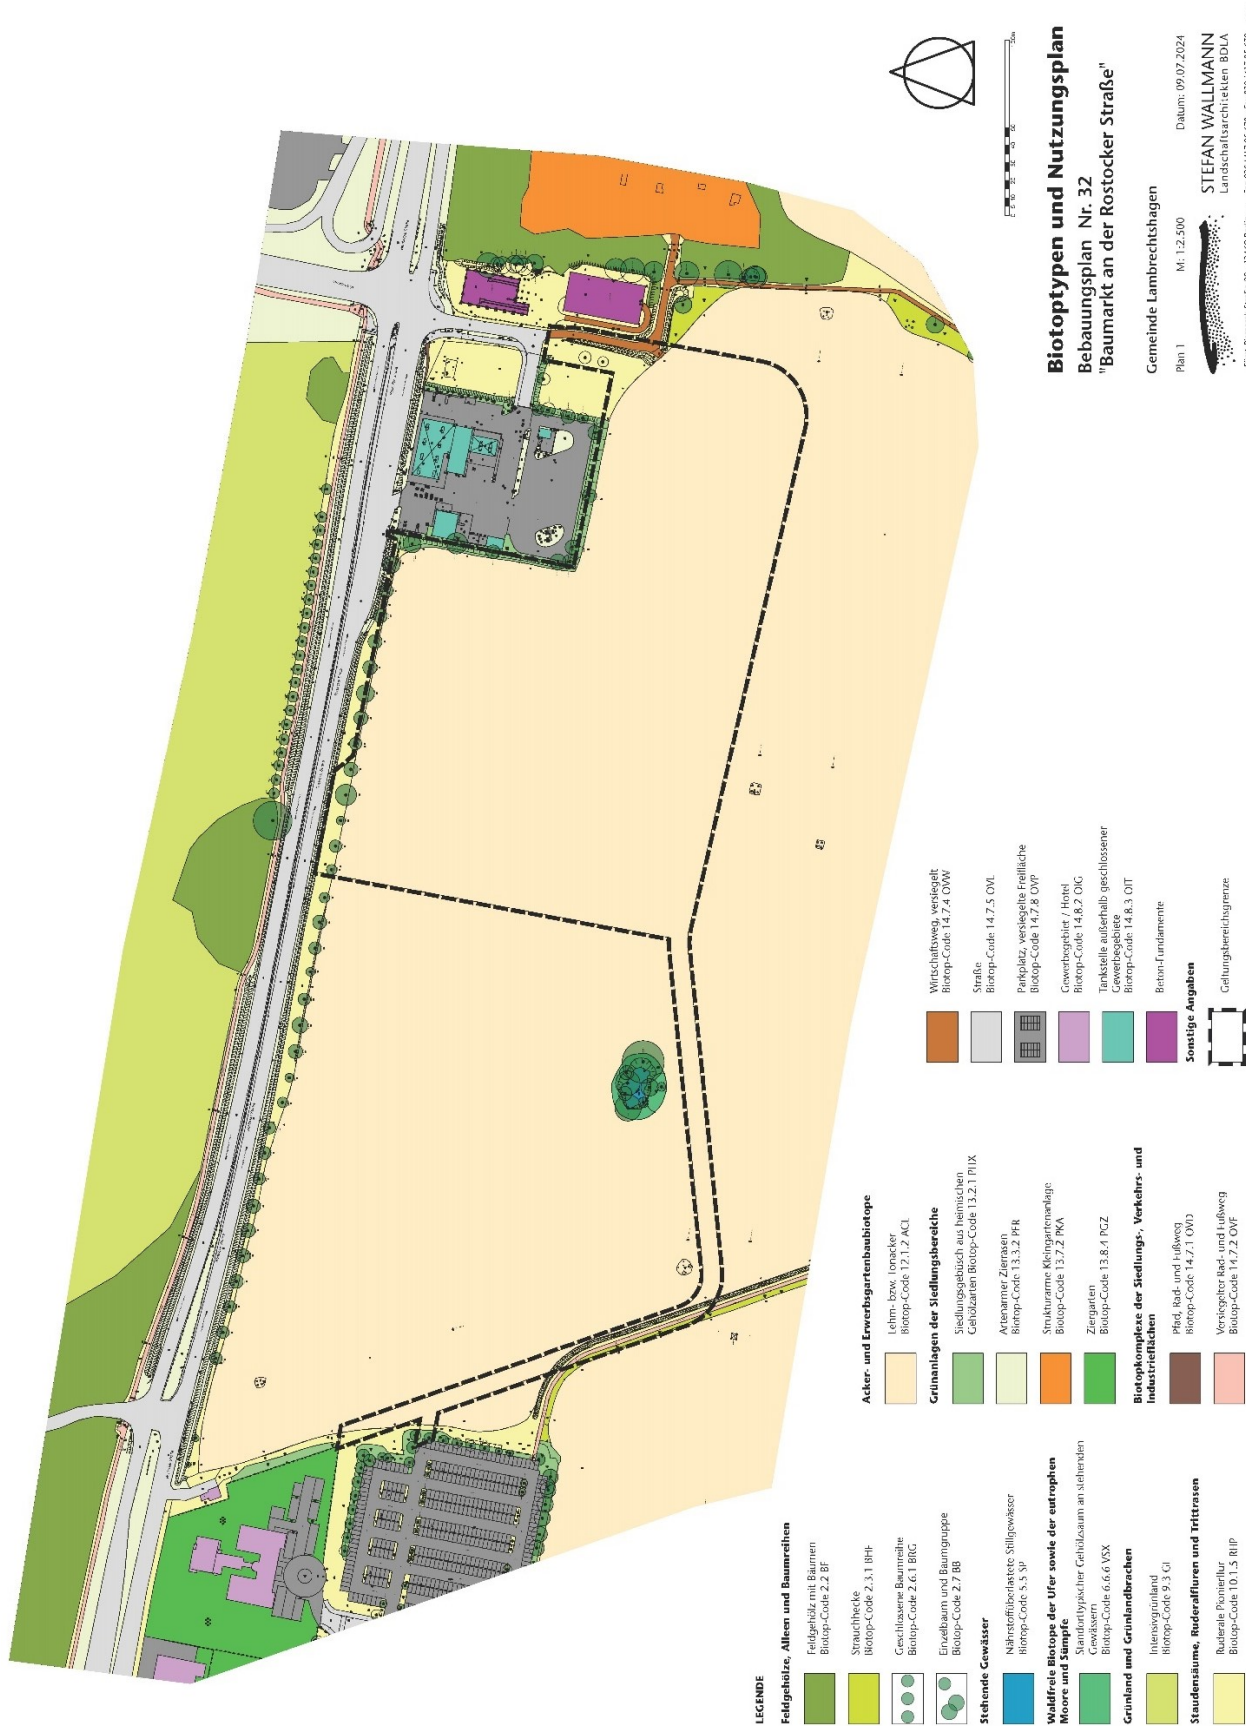 Biotoptypen und Nutzungsplan
Bebauungsplan Nr. 32
"Baumarkt an der Rostocker Straße"
Gemeinde Lambrechtshagen
Plan 1
M: 1:2.500
Datum: 09.07.2024
STEFAN WALLMANN
Landschaftsarchitekten BDLA
LEGENDE
Feldgehölze, Alleen und Baumreihen
Feldgehölz mit Bäumen
Biotop-Code 2.2 BF
Strauchhecke
Biotop-Code 2.3.1 BHF
Geschlossene Baumreihe
Biotop-Code 2.6.1 BRG
Einzelbaum und Baumgruppe
Biotop-Code 2.7 BB
Stehende Gewässer
Nährstoffüberlastete Stillgewässer
Biotop-Code 5.5 SP
Waldfreie Biotope der Ufer sowie der eutrophen
Moore und Sümpfe
Standorttypischer Gehölzsaum an stehenden
Gewässern
Biotop-Code 6.6.6 VSX
Grünland und Grünlandbrachen
Intensivgrünland
Biotop-Code 9.3 GI
Staudensäume, Ruderalfluren und Trittrasen
Ruderale Pionierflur
Biotop-Code 10.1.5 RHP
Acker- und Erwerbsgartenbaubiotope
Lehm- bzw. Tonacker
Biotop-Code 12.1.2 ACL
Grünanlagen der Siedlungsbereiche
Siedlungsgebüsch aus heimischen
Gehölzarten Biotop-Code 13.2.1 PHX
Artenarmer Zierrasen
Biotop-Code 13.3.2 PER
Strukturarme Kleingartenanlage
Biotop-Code 13.7.2 PKA
Ziergarten
Biotop-Code 13.8.4 PGZ
Biotopkomplexe der Siedlungs-, Verkehrs- und
Industrieflächen
Pfad, Rad- und Fußweg
Biotop-Code 14.7.1 OVD
Versiegelter Rad- und Fußweg
Biotop-Code 14.7.2 OVF
Wirtschaftsweg, versiegelt
Biotop-Code 14.7.4 OVW
Straße
Biotop-Code 14.7.5 OVL
Parkplatz, versiegelte Freifläche
Biotop-Code 14.7.8 OVP
Gewerbegebiet / Hotel
Biotop-Code 14.8.2 OIG
Tankstelle außerhalb geschlossener
Gewerbegebiete
Biotop-Code 14.8.3 OIT
Beton-Fundamente
Sonstige Angaben
Geltungsbereichsgrenze